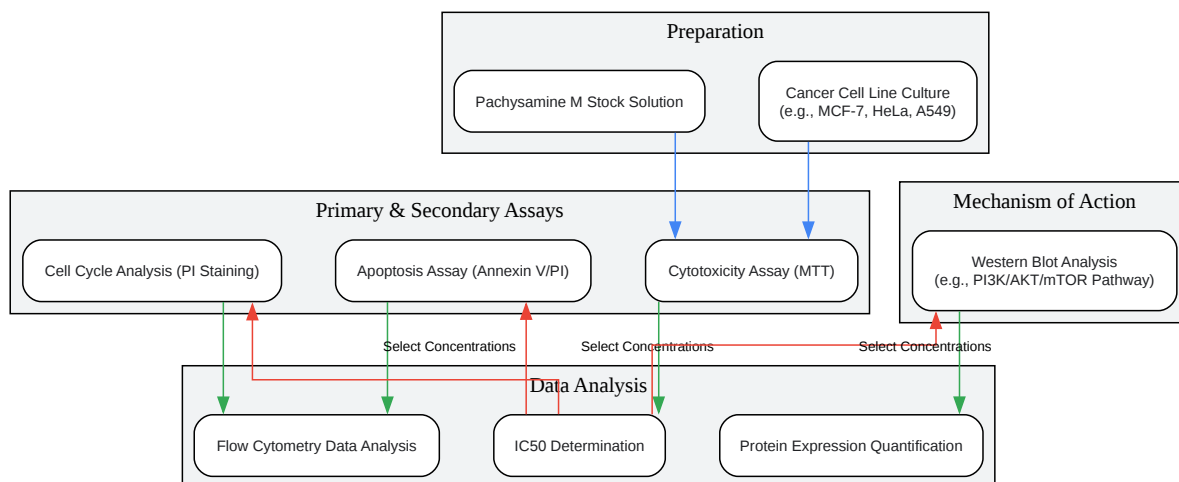 Preparation
Pachysamine M Stock Solution
Cancer Cell Line Culture
(e.g., MCF-7, HeLa, A549)
Primary & Secondary Assays
Mechanism of Action
Cell Cycle Analysis (PI Staining)
Apoptosis Assay (Annexin V/PI)
Cytotoxicity Assay (MTT)
Western Blot Analysis
(e.g., PI3K/AKT/mTOR Pathway)
Select Concentrations
Select Concentrations
Select Concentrations
Data Analysis
Flow Cytometry Data Analysis
IC50 Determination
Protein Expression Quantification